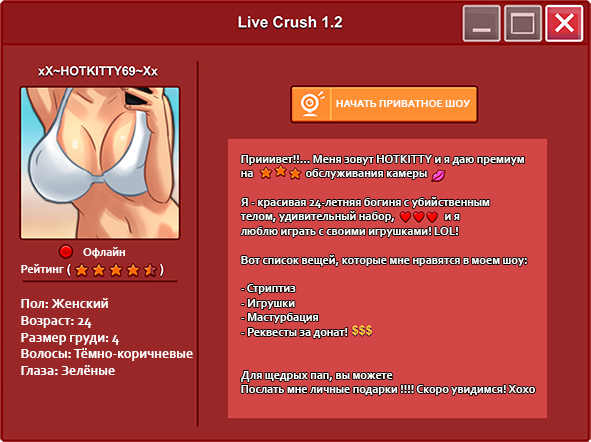 Live Crush 1.2
xX~HOTKITTY69~Xx
НАЧАТЬ ПРИВАТНОЕ ШОУ
Прииивет!!... Меня зовут HOTKITTY и я даю премиум
на обслуживания камеры
Я - красивая 24-летняя богиня с убийственным
телом, удивительный набор, и я
люблю играть с своими игрушками! LOL!
Вот список вещей, которые мне нравятся в моем шоу:
- Стриптиз
- Игрушки
- Мастурбация
- Реквесты за донат! $$$
Для щедрых пап, вы можете
Послать мне личные подарки !!!! Скоро увидимся! Хохо
Офлайн
Рейтинг ( )
Пол: Женский
Возраст: 24
Размер груди: 4
Волосы: Тёмно-коричневые
Глаза: Зелёные